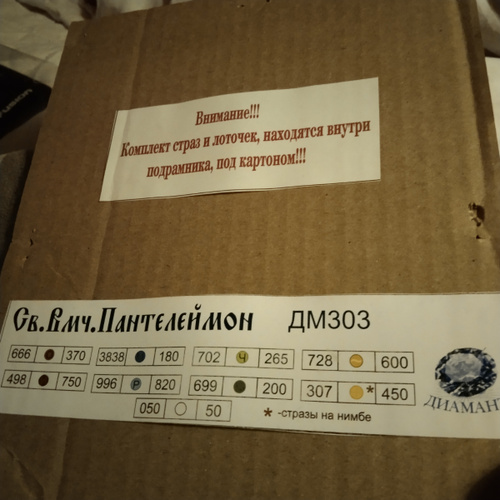 Внимание!!!
Комплект страз и лоточек, находятся внутри
подрамника, под картоном!!!
Св.Вмч.Пантелеймон ДМ303
666 370 3838 180 702 Ч 265 728 600
498 750 996 Р 820 699 200 307 * 450
050 50 * -стразы на нимбе
ДИАМАНТ